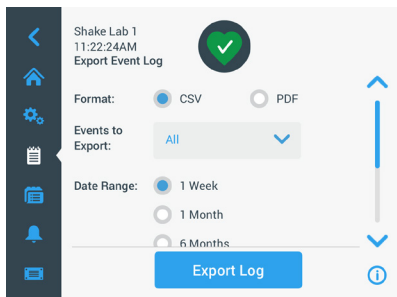 Shake Lab 1
11:22:24AM
Export Event Log
Format:
CSV
PDF
Events to
Export:
All
Date Range:
1 Week
1 Month
6 Months
Export Log